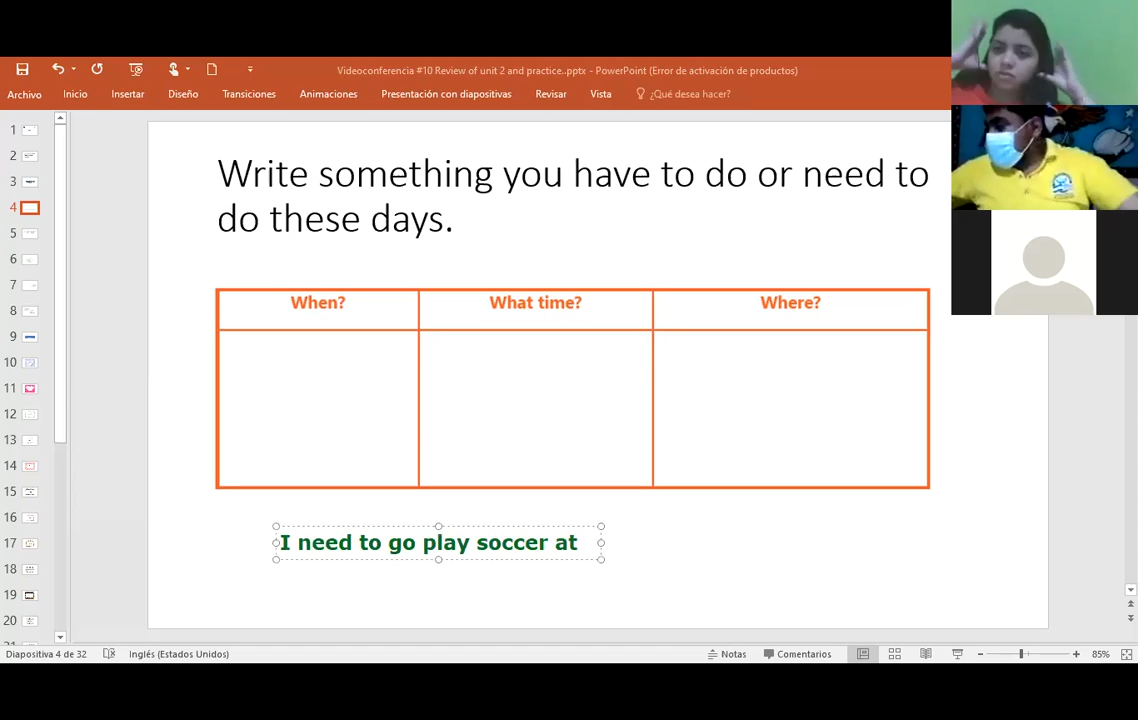 Videoconferencia #10 Review of unit 2 and practice..pptx - PowerPoint (Error de activación de productos)
Archivo Inicio Insertar Diseño Transiciones Animaciones Presentación con diapositivas Revisar Vista ¿Qué desea hacer?
1
2
3
4
5
6
7
8
9
10
11
12
13
14
15
16
17
18
19
20
Write something you have to do or need to
do these days.
When? What time? Where?
I need to go play soccer at
Diapositiva 4 de 32 Inglés (Estados Unidos) Notas Comentarios 85%